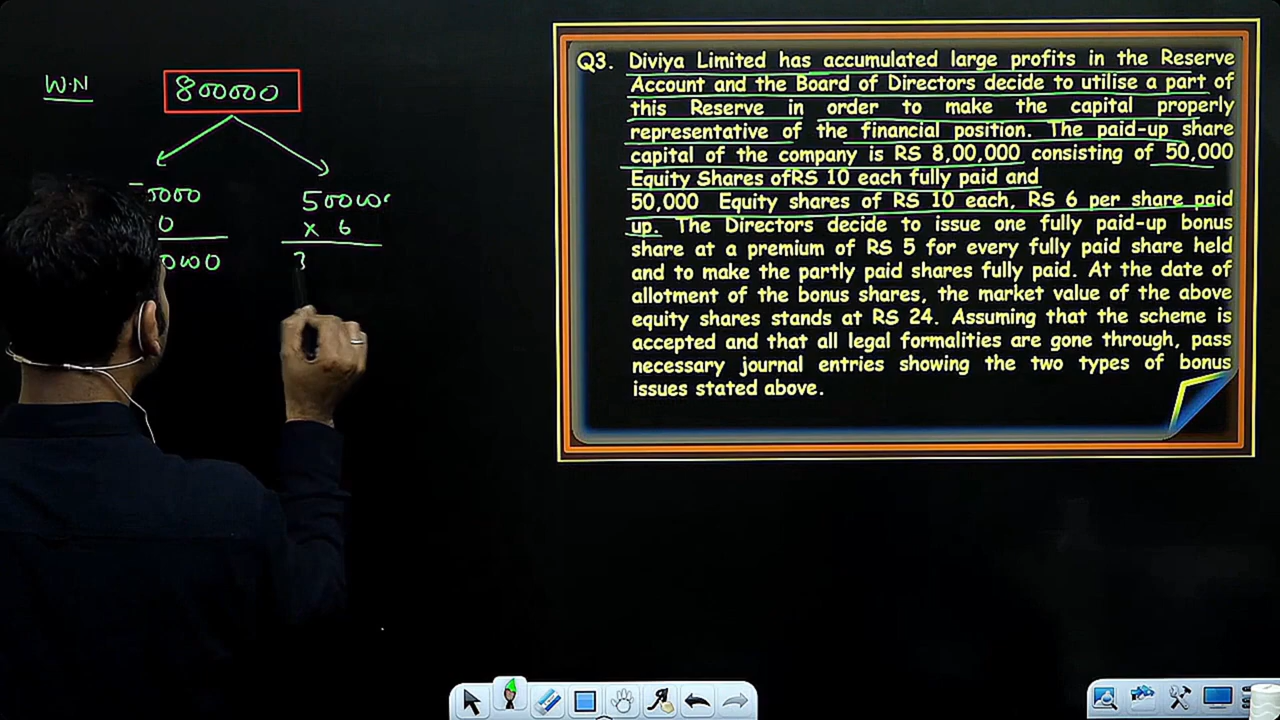 W.N
800000
0000
0
0000
50000
x 6
3
Q3. Diviya Limited has accumulated large profits in the Reserve
Account and the Board of Directors decide to utilise a part of
this Reserve in order to make the capital properly
representative of the financial position. The paid-up share
capital of the company is RS 8,00,000 consisting of 50,000
Equity Shares ofRS 10 each fully paid and
50,000 Equity shares of RS 10 each, RS 6 per share paid
up. The Directors decide to issue one fully paid-up bonus
share at a premium of RS 5 for every fully paid share held
and to make the partly paid shares fully paid. At the date of
allotment of the bonus shares, the market value of the above
equity shares stands at RS 24. Assuming that the scheme is
accepted and that all legal formalities are gone through, pass
necessary journal entries showing the two types of bonus
issues stated above.